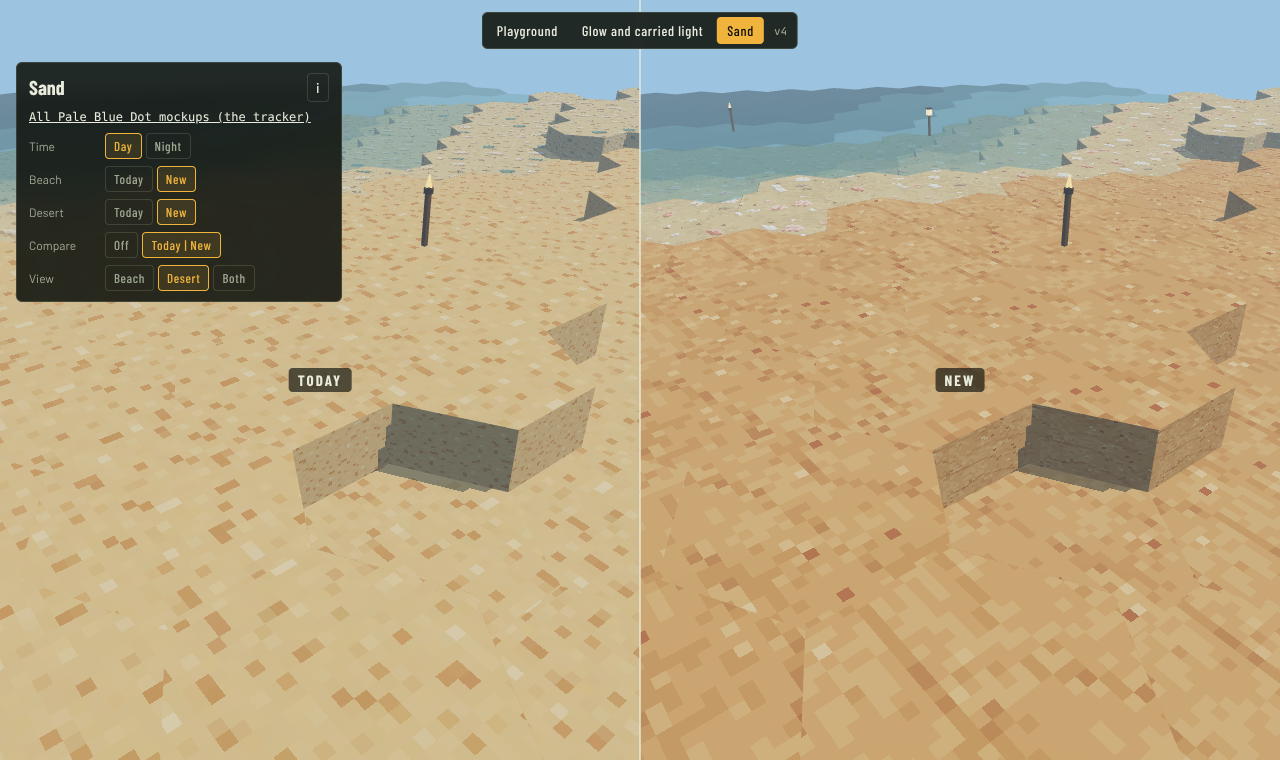 Playground Glow and carried light Sand v4
Sand i
All Pale Blue Dot mockups (the tracker)
Time Day Night
Beach Today New
Desert Today New
Compare Off Today | New
View Beach Desert Both
TODAY NEW